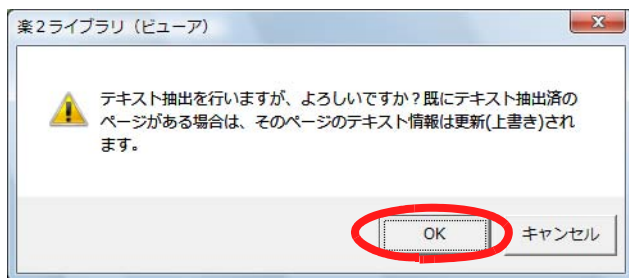 楽2ライブラリ（ビューア）
テキスト抽出を行いますが、よろしいですか？既にテキスト抽出済の
ページがある場合は、そのページのテキスト情報は更新(上書き)され
ます。
OK
キャンセル